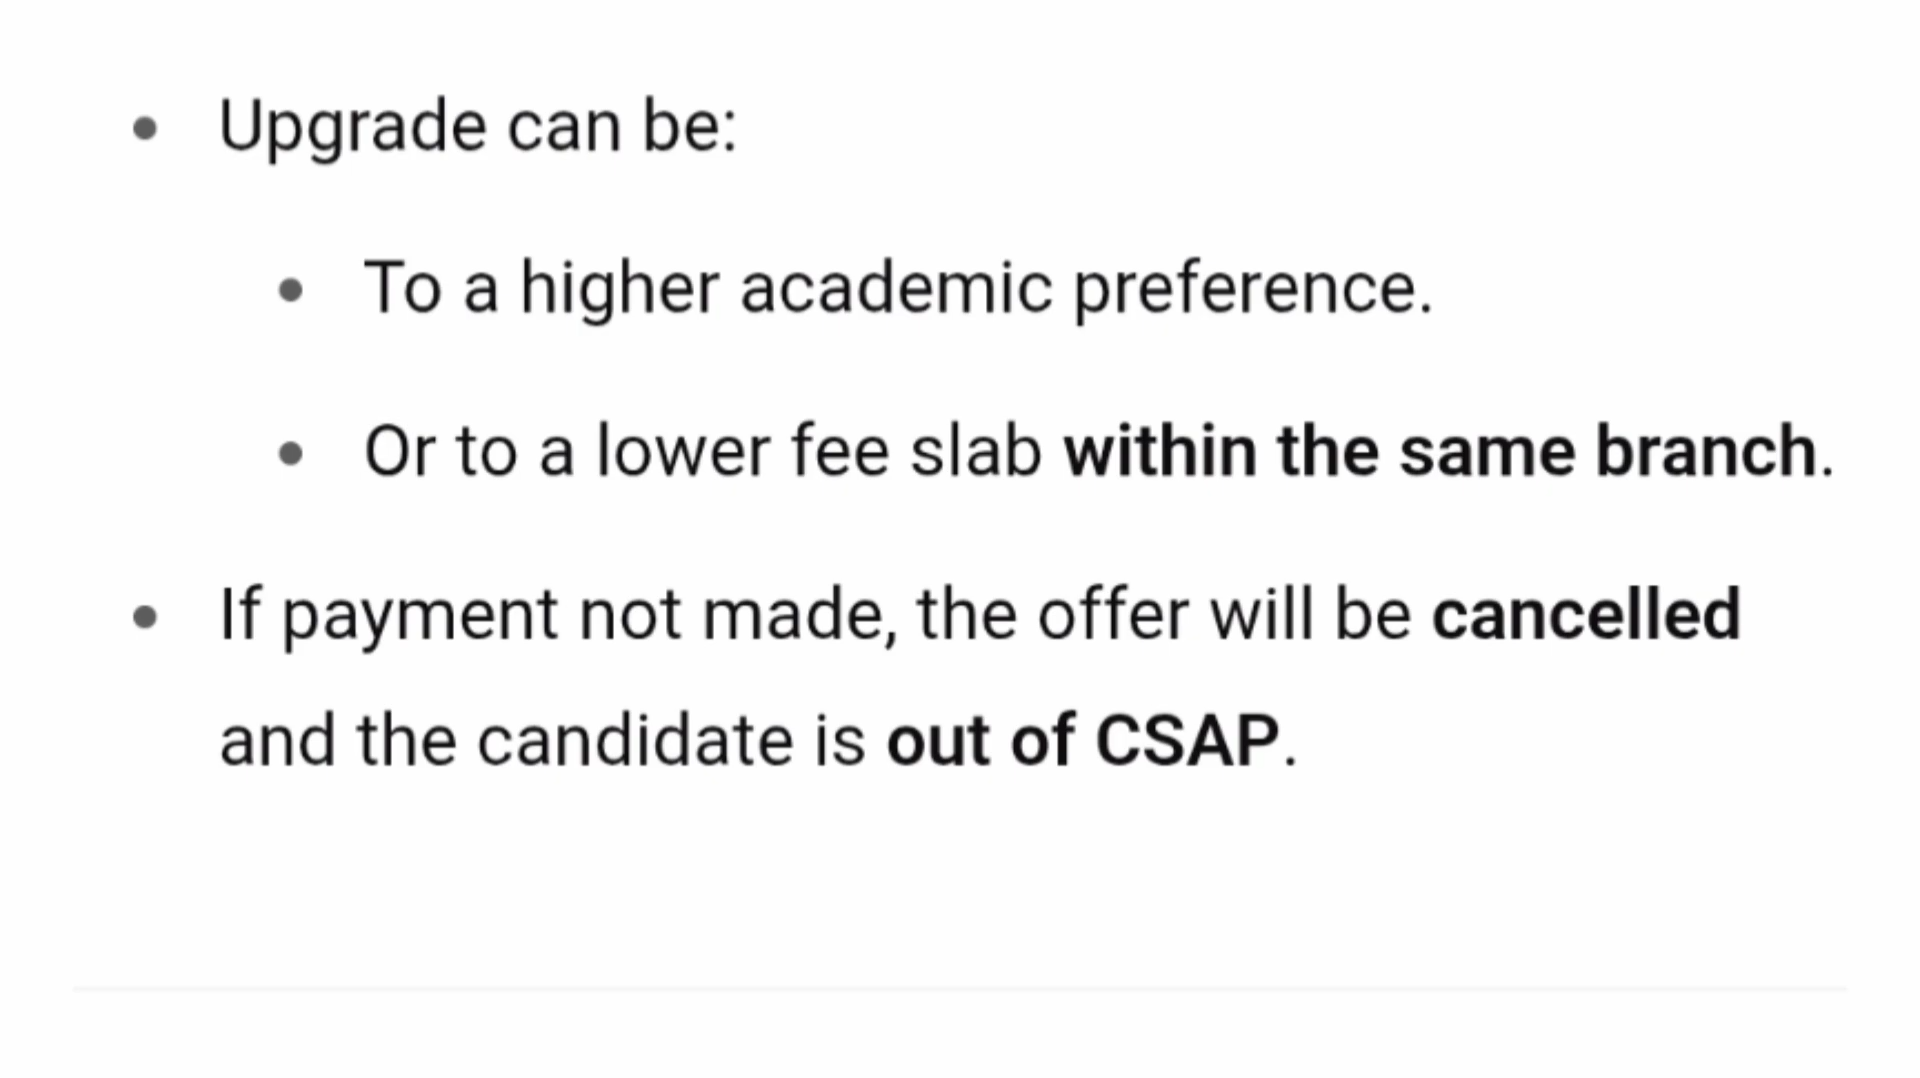 Upgrade can be:
To a higher academic preference.
Or to a lower fee slab within the same branch.
If payment not made, the offer will be cancelled
and the candidate is out of CSAP.